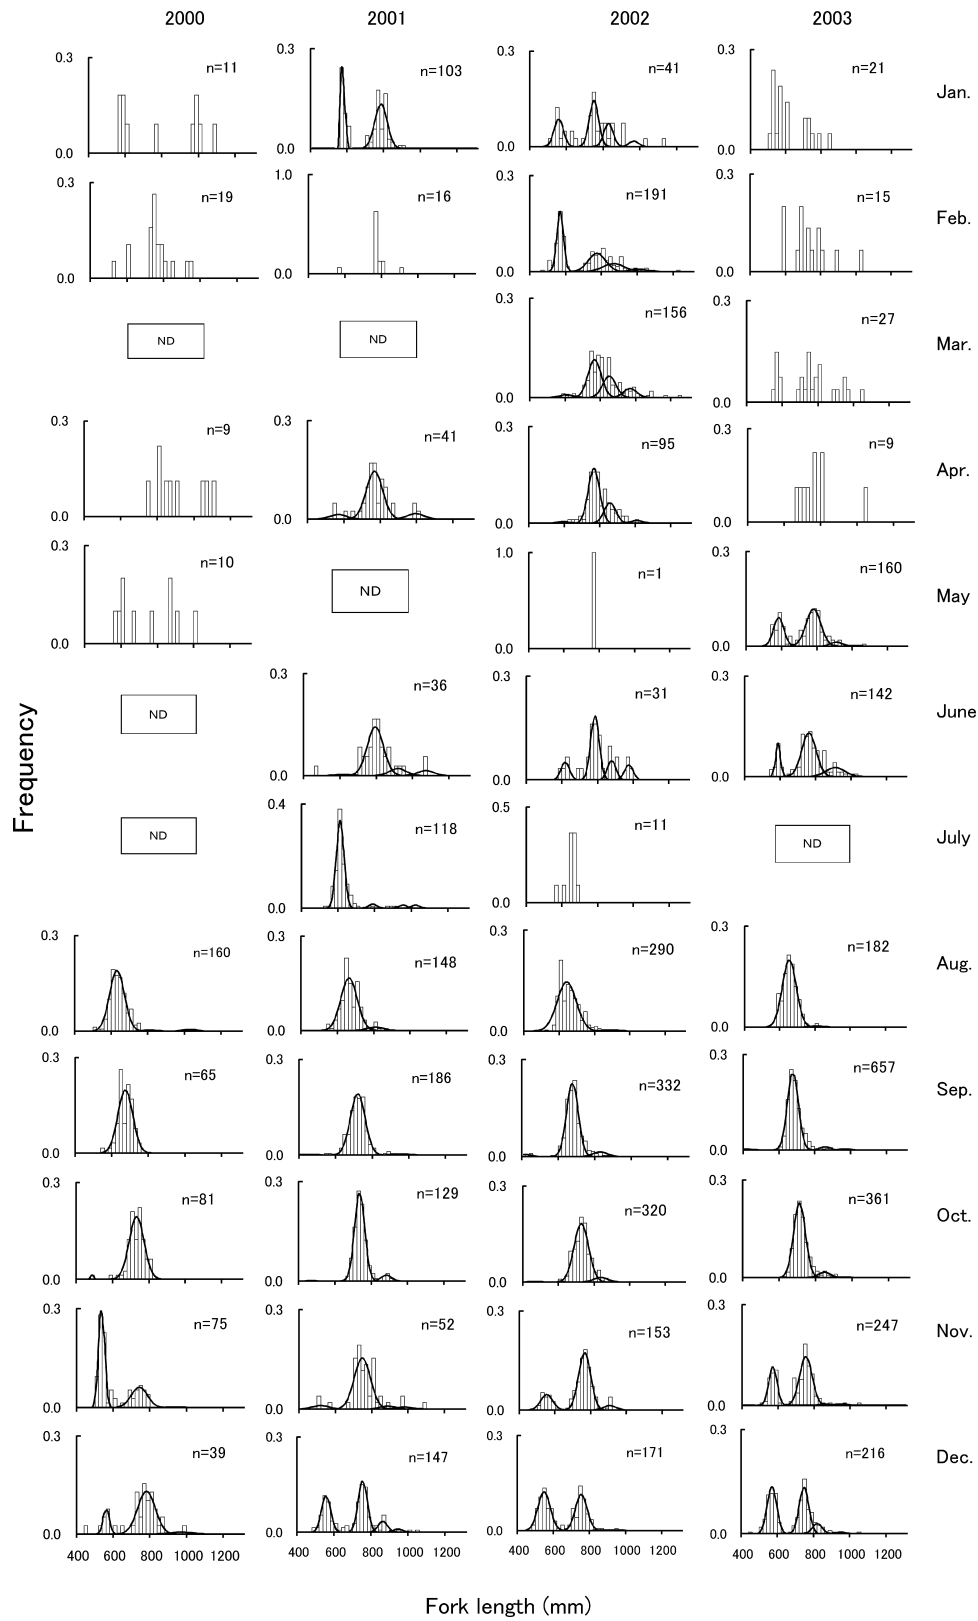 2000 2001 2002 2003
0.3 n=11 0.0
0.3 n=103 0.0
0.3 n=41 0.0
0.3 n=21 0.0
Jan.
0.3 n=19 0.0
1.0 n=16 0.0
0.3 n=191 0.0
0.3 n=15 0.0
Feb.
ND
ND
0.3 n=156 0.0
0.3 n=27 0.0
Mar.
0.3 n=9 0.0
0.3 n=41 0.0
0.3 n=95 0.0
0.3 n=9 0.0
Apr.
0.3 n=10 0.0
ND
1.0 n=1 0.0
0.3 n=160 0.0
May
ND
0.3 n=36 0.0
0.3 n=31 0.0
0.3 n=142 0.0
June
Frequency
ND
0.4 n=118 0.0
0.5 n=11 0.0
ND
July
0.3 n=160 0.0
0.3 n=148 0.0
0.3 n=290 0.0
0.3 n=182 0.0
Aug.
0.3 n=65 0.0
0.3 n=186 0.0
0.3 n=332 0.0
0.3 n=657 0.0
Sep.
0.3 n=81 0.0
0.3 n=129 0.0
0.3 n=320 0.0
0.3 n=361 0.0
Oct.
0.3 n=75 0.0
0.3 n=52 0.0
0.3 n=153 0.0
0.3 n=247 0.0
Nov.
0.3 n=39 0.0
0.3 n=147 0.0
0.3 n=171 0.0
0.3 n=216 0.0
Dec.
400 600 800 1000 1200
400 600 800 1000 1200
400 600 800 1000 1200
400 600 800 1000 1200
Fork length (mm)